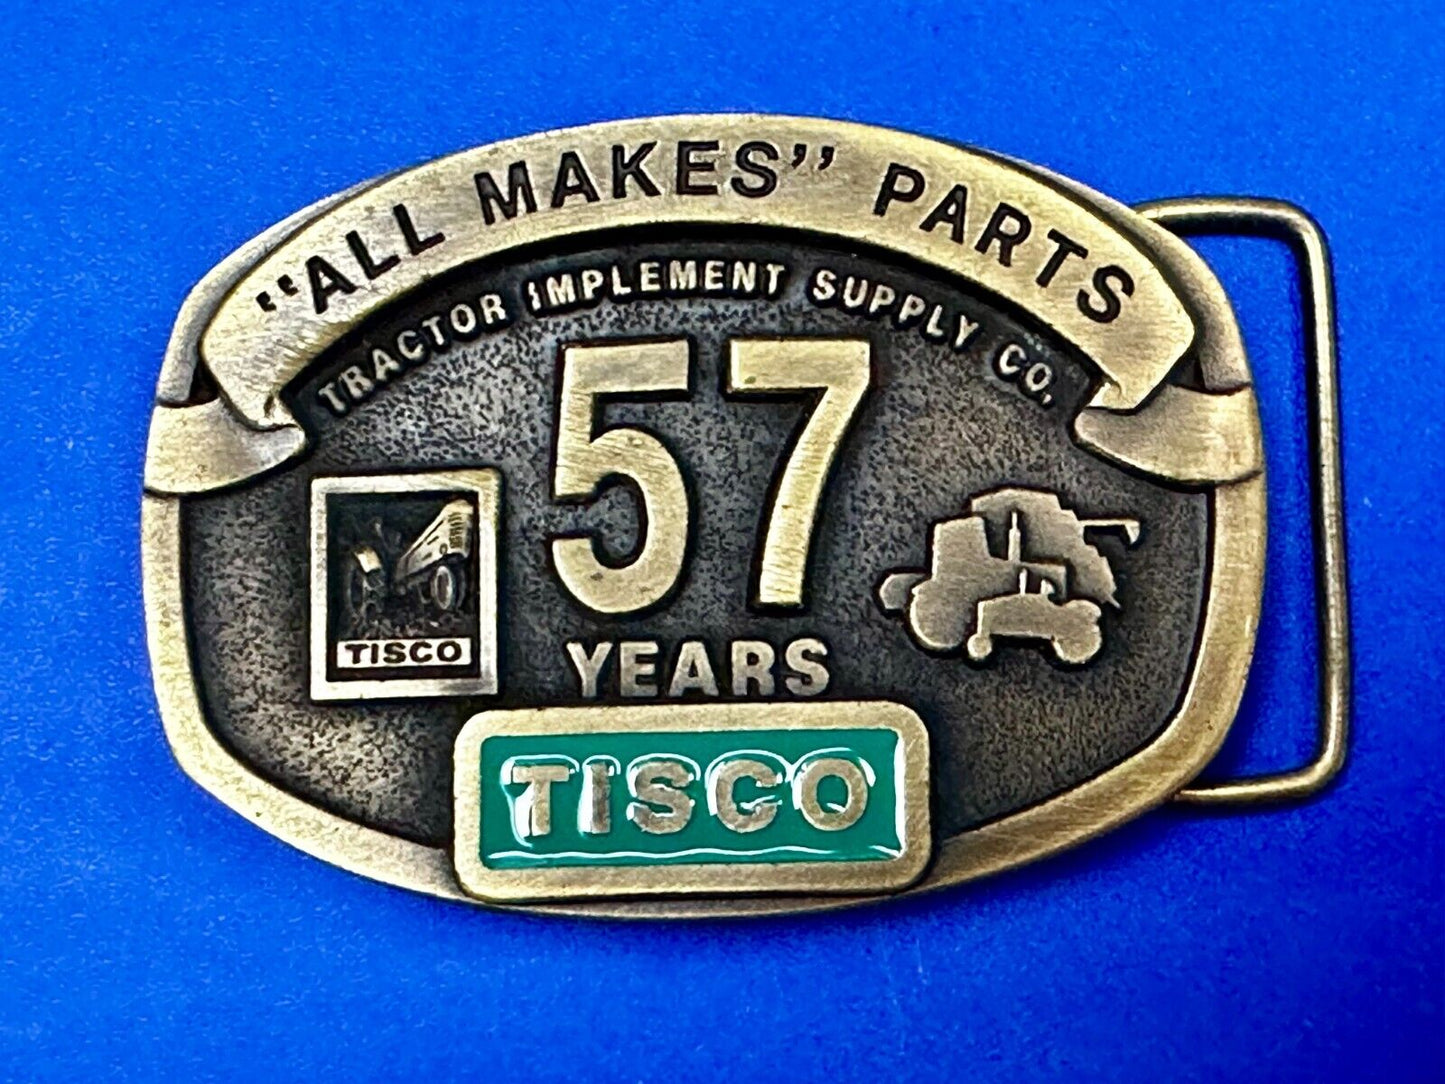 “ALL MAKES” PARTS
TRACTOR IMPLEMENT SUPPLY CO.
57
YEARS
TISCO
TISCO